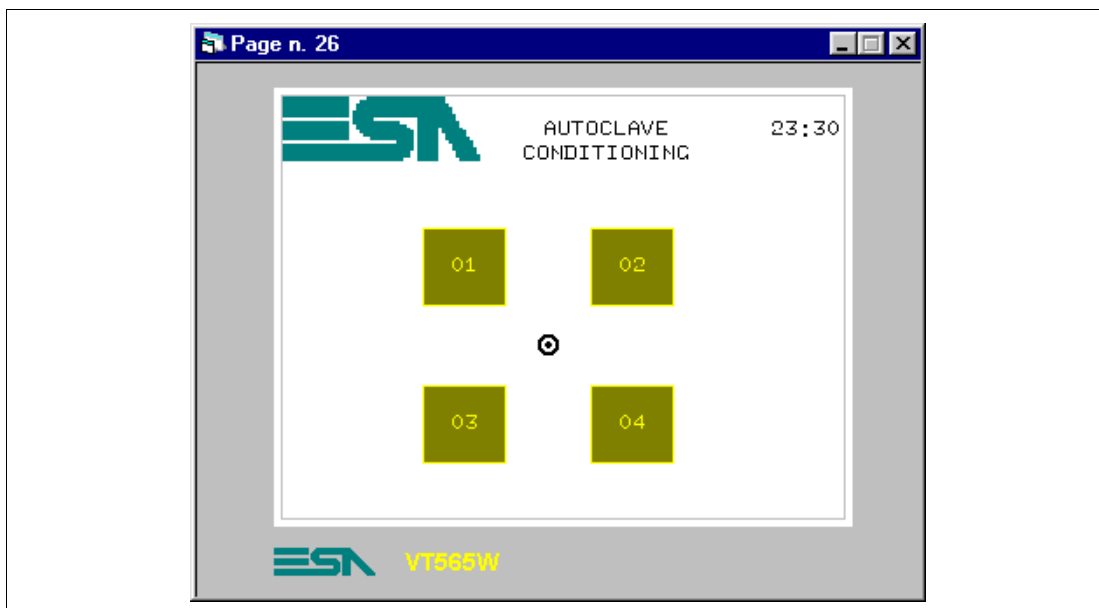 Page n. 26
ESA
AUTOCLAVE 23:30
CONDITIONING
01 02
03 04
ESA VT565W